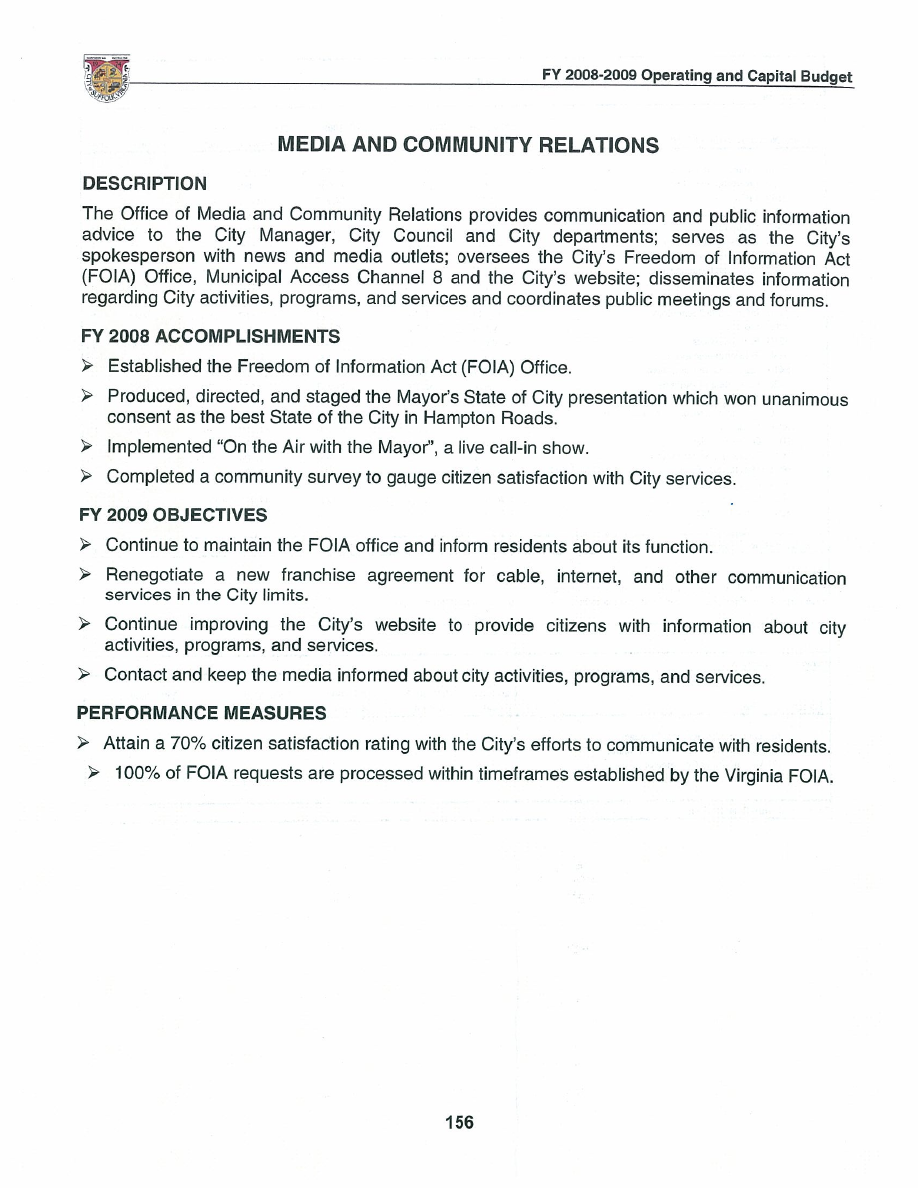 FY 2008-2009 Operating and Capital Budget
MEDIA AND COMMUNITY RELATIONS
DESCRIPTION
The Office of Media and Community Relations provides communication and public information
advice to the City Manager, City Council and City departments; serves as the City's
spokesperson with news and media outlets; oversees the City's Freedom of Information Act
(FOIA) Office, Municipal Access Channel 8 and the City's website; disseminates information
regarding City activities, programs, and services and coordinates public meetings and forums.
FY 2008 ACCOMPLISHMENTS
➢ Established the Freedom of Information Act (FOIA) Office.
➢ Produced, directed, and staged the Mayor's State of City presentation which won unanimous
consent as the best State of the City in Hampton Roads.
➢ Implemented “On the Air with the Mayor”, a live call-in show.
➢ Completed a community survey to gauge citizen satisfaction with City services.
FY 2009 OBJECTIVES
➢ Continue to maintain the FOIA office and inform residents about its function.
➢ Renegotiate a new franchise agreement for cable, internet, and other communication
services in the City limits.
➢ Continue improving the City's website to provide citizens with information about city
activities, programs, and services.
➢ Contact and keep the media informed about city activities, programs, and services.
PERFORMANCE MEASURES
➢ Attain a 70% citizen satisfaction rating with the City's efforts to communicate with residents.
➢ 100% of FOIA requests are processed within timeframes established by the Virginia FOIA.
156